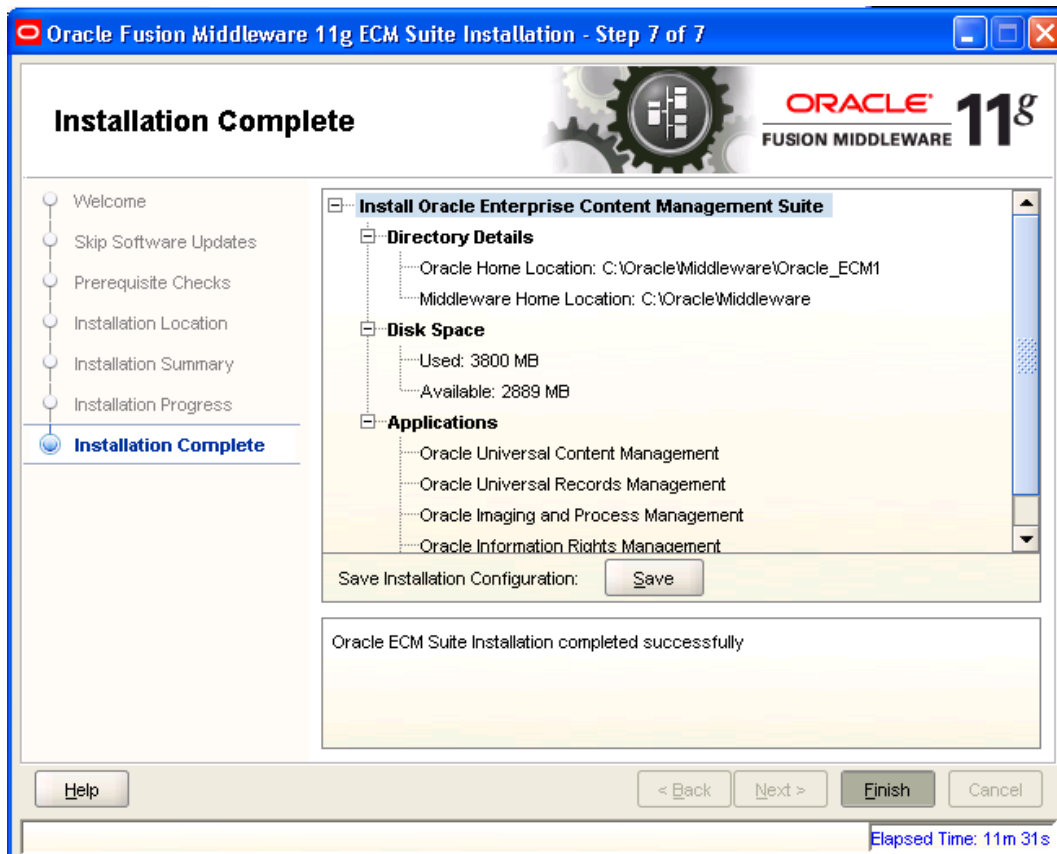 Oracle Fusion Middleware 11g ECM Suite Installation - Step 7 of 7
Installation Complete
ORACLE
FUSION MIDDLEWARE 11g
Welcome
Skip Software Updates
Prerequisite Checks
Installation Location
Installation Summary
Installation Progress
Installation Complete
Install Oracle Enterprise Content Management Suite
Directory Details
Oracle Home Location: C:\Oracle\Middleware\Oracle_ECM1
Middleware Home Location: C:\Oracle\Middleware
Disk Space
Used: 3800 MB
Available: 2889 MB
Applications
Oracle Universal Content Management
Oracle Universal Records Management
Oracle Imaging and Process Management
Oracle Information Rights Management
Save Installation Configuration: Save
Oracle ECM Suite Installation completed successfully
Help < Back Next > Finish Cancel
Elapsed Time: 11m 31s